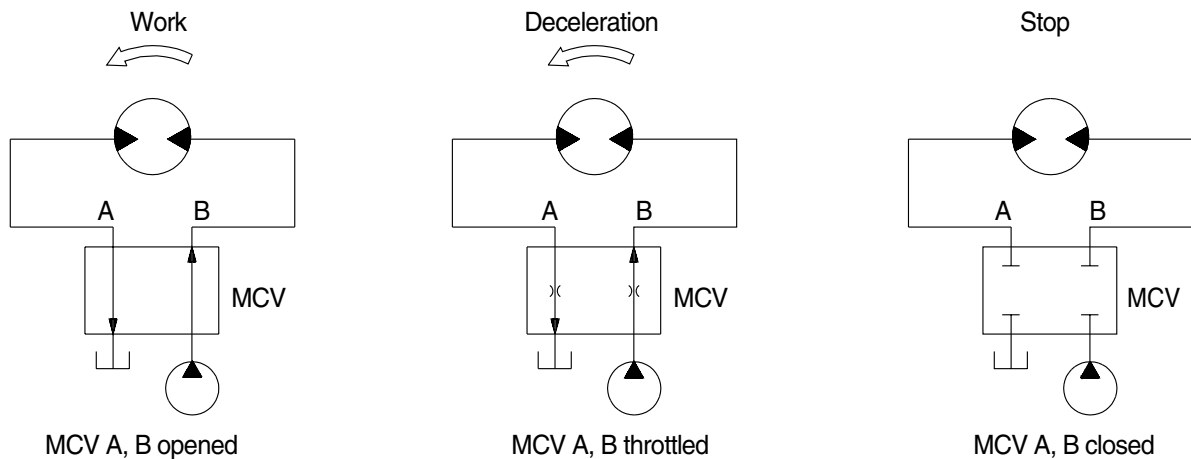 Work
Deceleration
Stop
A B
A B
A B
MCV
MCV
MCV
MCV A, B opened
MCV A, B throttled
MCV A, B closed